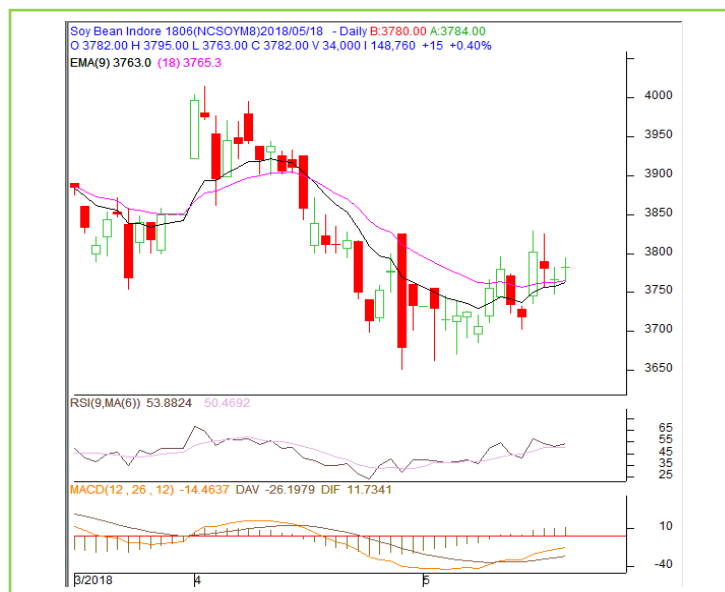 Soy Bean Indore 1806(NCSOYM8)2018/05/18 - Daily B:3780.00 A:3784.00
O 3782.00 H 3795.00 L 3763.00 C 3782.00 V 34,000 I 148,760 +15 +0.40%
EMA(9) 3763.0 (18) 3765.3
4000
3950
3900
3850
3800
3750
3700
3650
RSI(9,MA(6)) 53.8824 50.4692
65
55
45
35
25
MACD(12 , 26 , 12) -14.4637 DAV -26.1979 DIF 11.7341
10
-40
3/2018 4 5